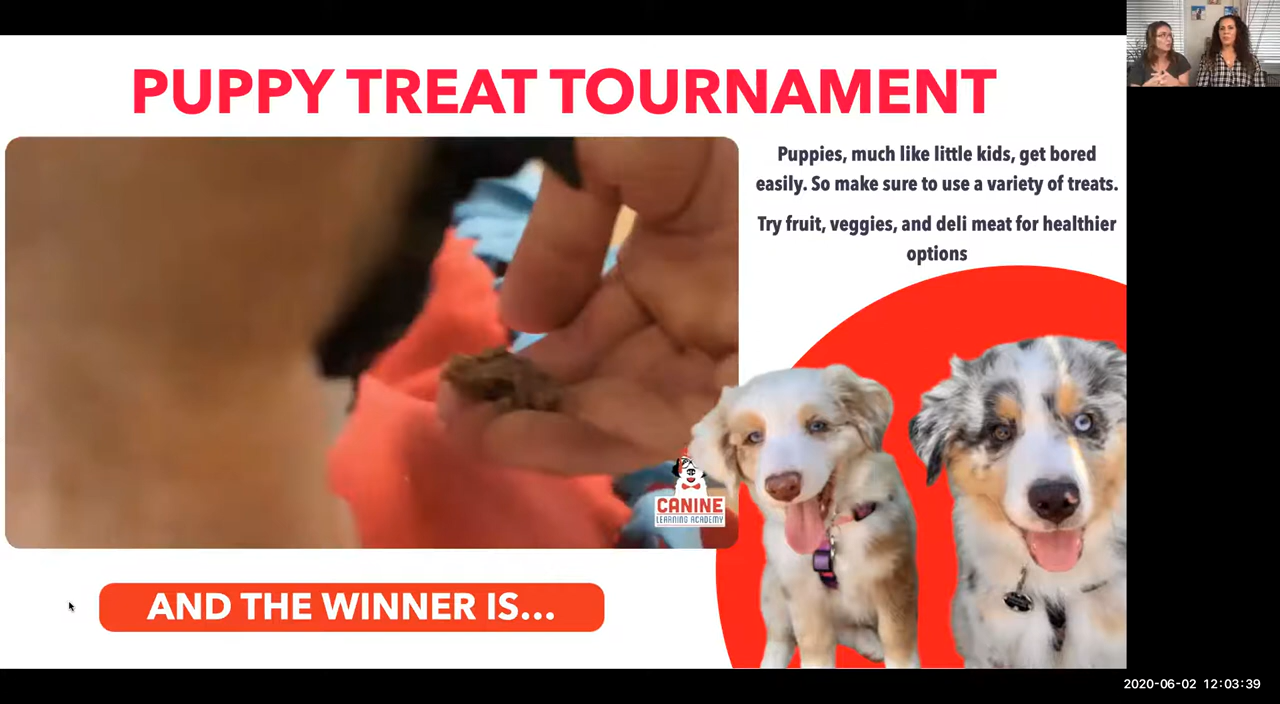 PUPPY TREAT TOURNAMENT
Puppies, much like little kids, get bored
easily. So make sure to use a variety of treats.
Try fruit, veggies, and deli meat for healthier
options
CANINE
LEARNING ACADEMY
AND THE WINNER IS...
2020-06-02 12:03:39